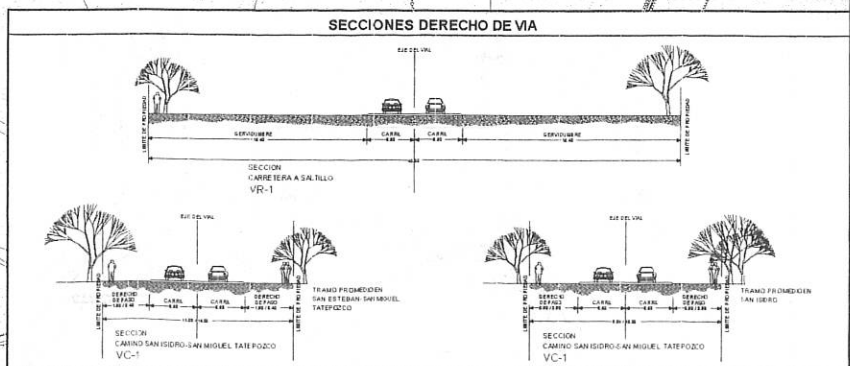 SECCIONES DERECHO DE VIA
EJE DEL VIAL
LIMITE DE PROPIEDAD
SERVIDUMBRE
CARRIL
CARRIL
SERVIDUMBRE
LIMITE DE PROPIEDAD
SECCION
CARRETERA A SALTILLO
VR-1
EJE DEL VIAL
LIMITE DE PROPIEDAD
DERECHO
DE PASO
CARRIL
CARRIL
DERECHO
DE PASO
LIMITE DE PROPIEDAD
TRAMO PROMEDIO EN
SAN ESTEBAN-SAN MIGUEL
TATEPOZCO
SECCION
CAMINO SAN ISIDRO-SAN MIGUEL TATEPOZCO
VC-1
EJE DEL VIAL
LIMITE DE PROPIEDAD
DERECHO
DE PASO
CARRIL
CARRIL
DERECHO
DE PASO
LIMITE DE PROPIEDAD
TRAMO PROMEDIO EN
SAN ISIDRO
SECCION
CAMINO SAN ISIDRO-SAN MIGUEL TATEPOZCO
VC-1